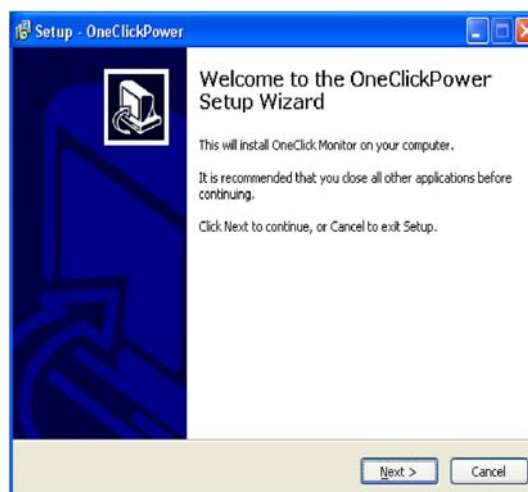 Setup - OneClickPower
Welcome to the OneClickPower
Setup Wizard
This will install OneClick Monitor on your computer.
It is recommended that you close all other applications before
continuing.
Click Next to continue, or Cancel to exit Setup.
Next >
Cancel